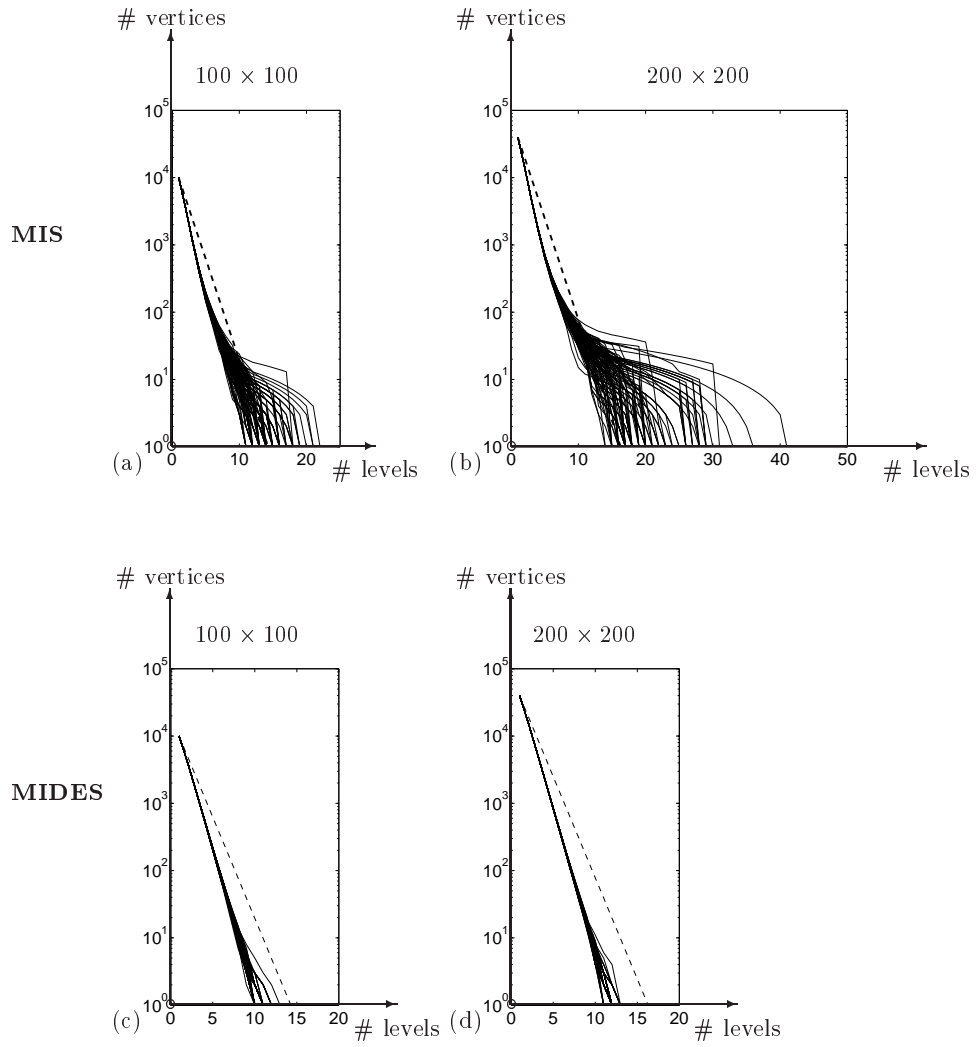 # vertices # vertices
100 × 100 200 × 200
MIS
10^5 10^5
10^4 10^4
10^3 10^3
10^2 10^2
10^1 10^1
10^0 10^0
0 10 20 0 10 20 30 40 50
(a) # levels (b) # levels
# vertices # vertices
100 × 100 200 × 200
MIDES
10^5 10^5
10^4 10^4
10^3 10^3
10^2 10^2
10^1 10^1
10^0 10^0
0 5 10 15 20 0 5 10 15 20
(c) # levels (d) # levels